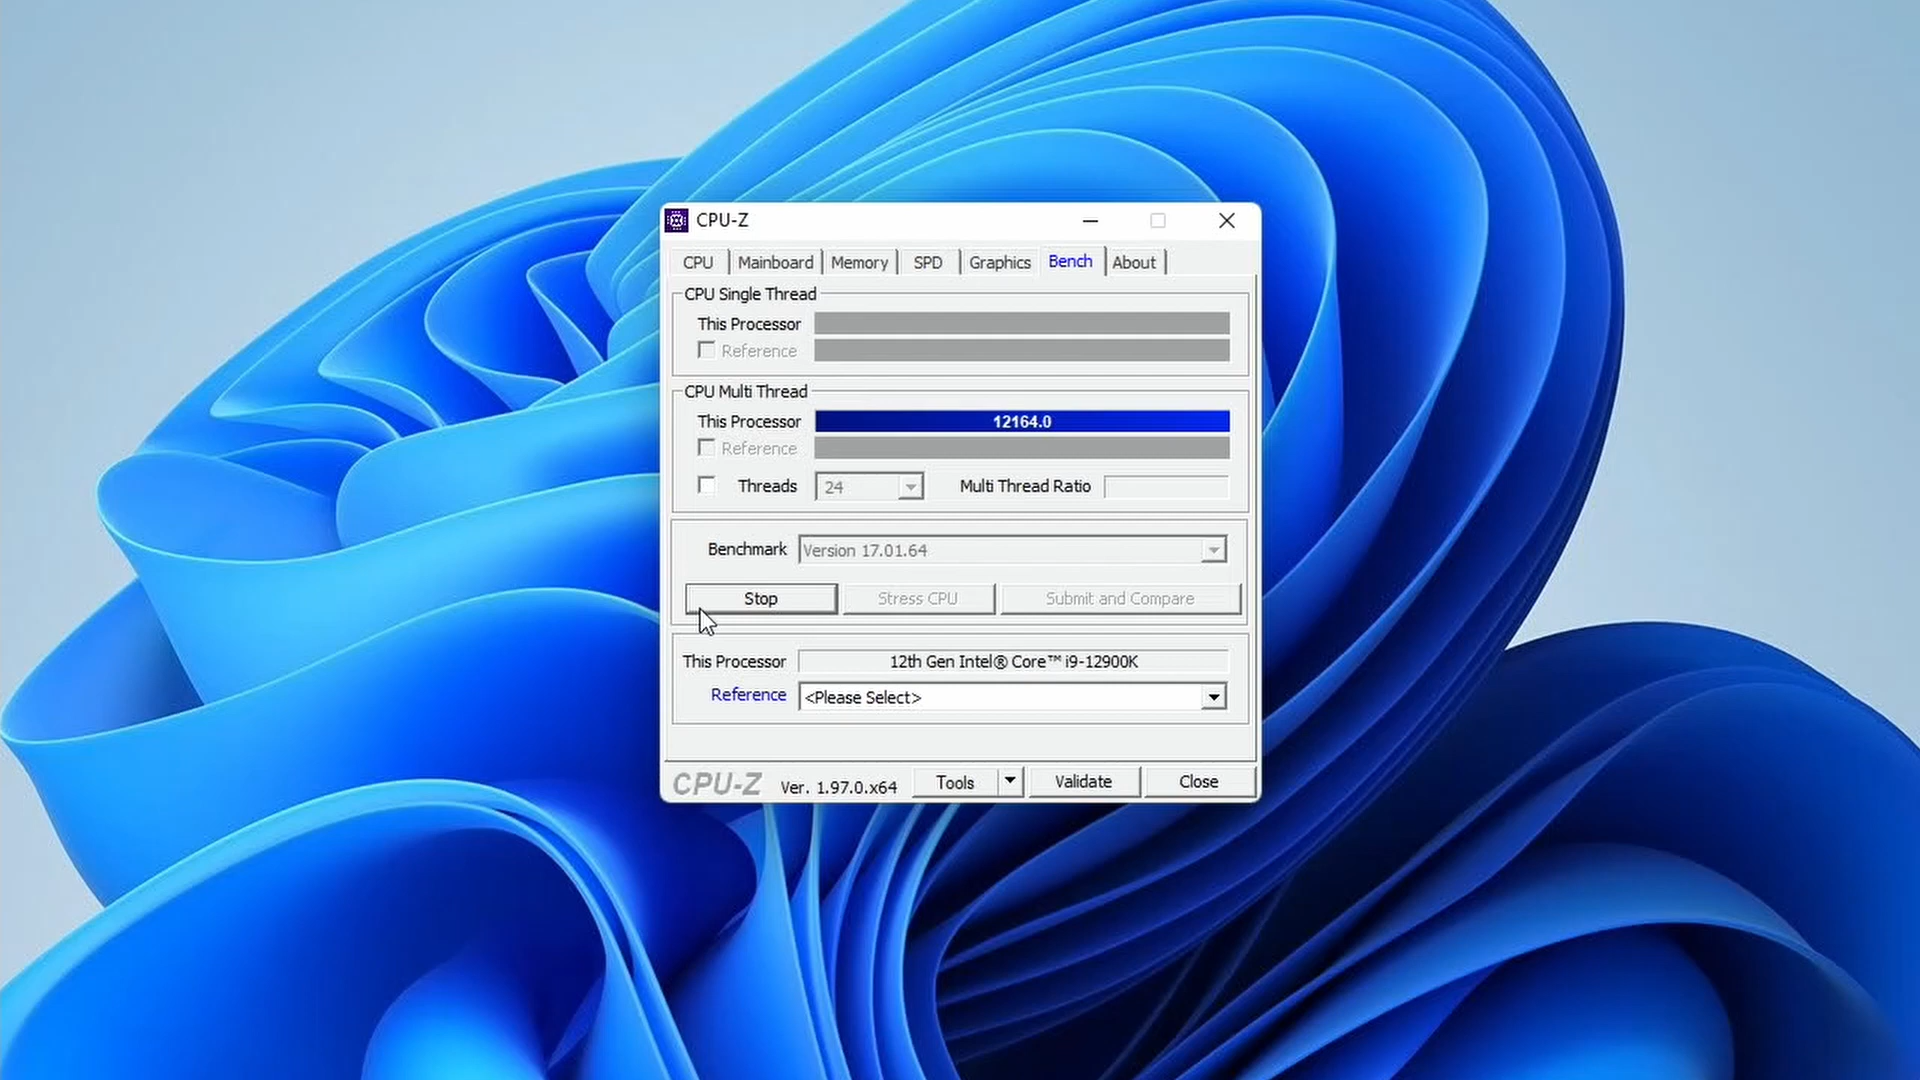 CPU-Z
CPU Mainboard Memory SPD Graphics Bench About
CPU Single Thread
This Processor
Reference
CPU Multi Thread
This Processor 12164.0
Reference
Threads 24 Multi Thread Ratio
Benchmark Version 17.01.64
Stop Stress CPU Submit and Compare
This Processor 12th Gen Intel® Core™ i9-12900K
Reference <Please Select>
CPU-Z Ver. 1.97.0.x64 Tools Validate Close